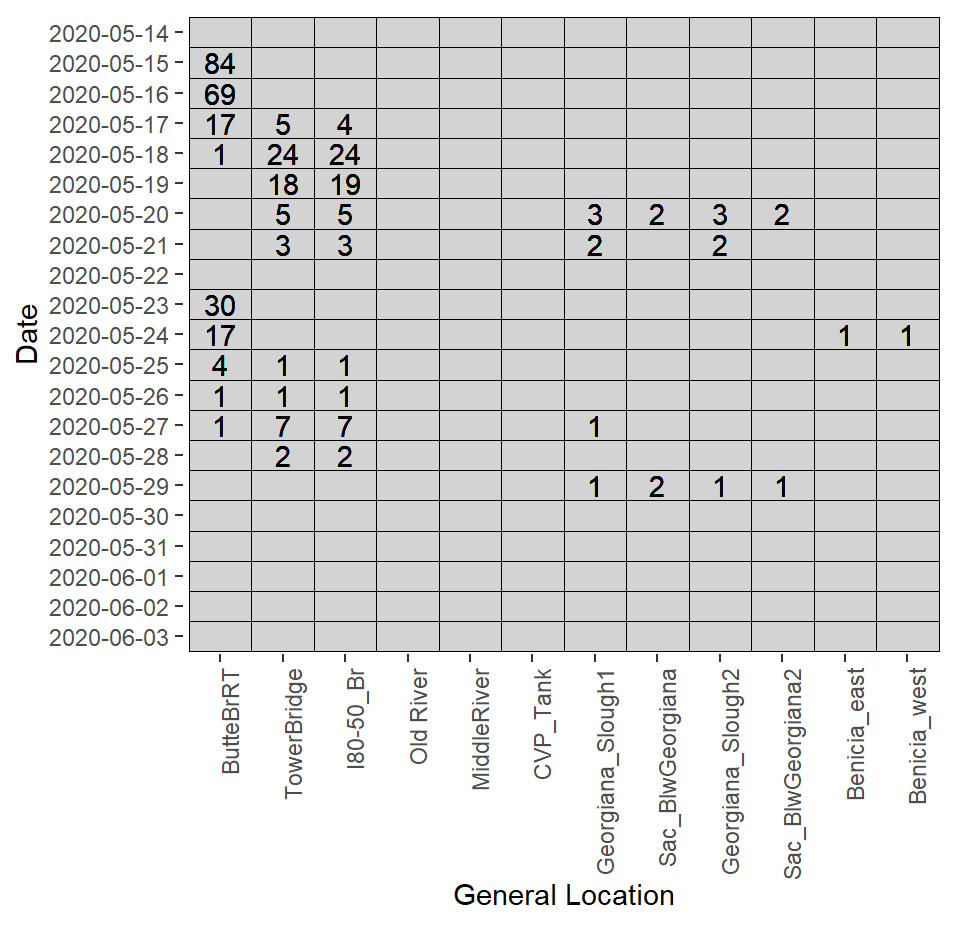 2020-05-14
2020-05-15 84
2020-05-16 69
2020-05-17 17 5 4
2020-05-18 1 24 24
2020-05-19 18 19
2020-05-20 5 5 3 2 3 2
2020-05-21 3 3 2 2
2020-05-22
2020-05-23 30
2020-05-24 17 1 1
2020-05-25 4 1 1
2020-05-26 1 1 1
2020-05-27 1 7 7 1
2020-05-28 2 2
2020-05-29 1 2 1 1
2020-05-30
2020-05-31
2020-06-01
2020-06-02
2020-06-03
Date
ButteBrRT
TowerBridge
I80-50_Br
Old River
MiddleRiver
CVP_Tank
Georgiana_Slough1
Sac_BlwGeorgiana
Georgiana_Slough2
Sac_BlwGeorgiana2
Benicia_east
Benicia_west
General Location